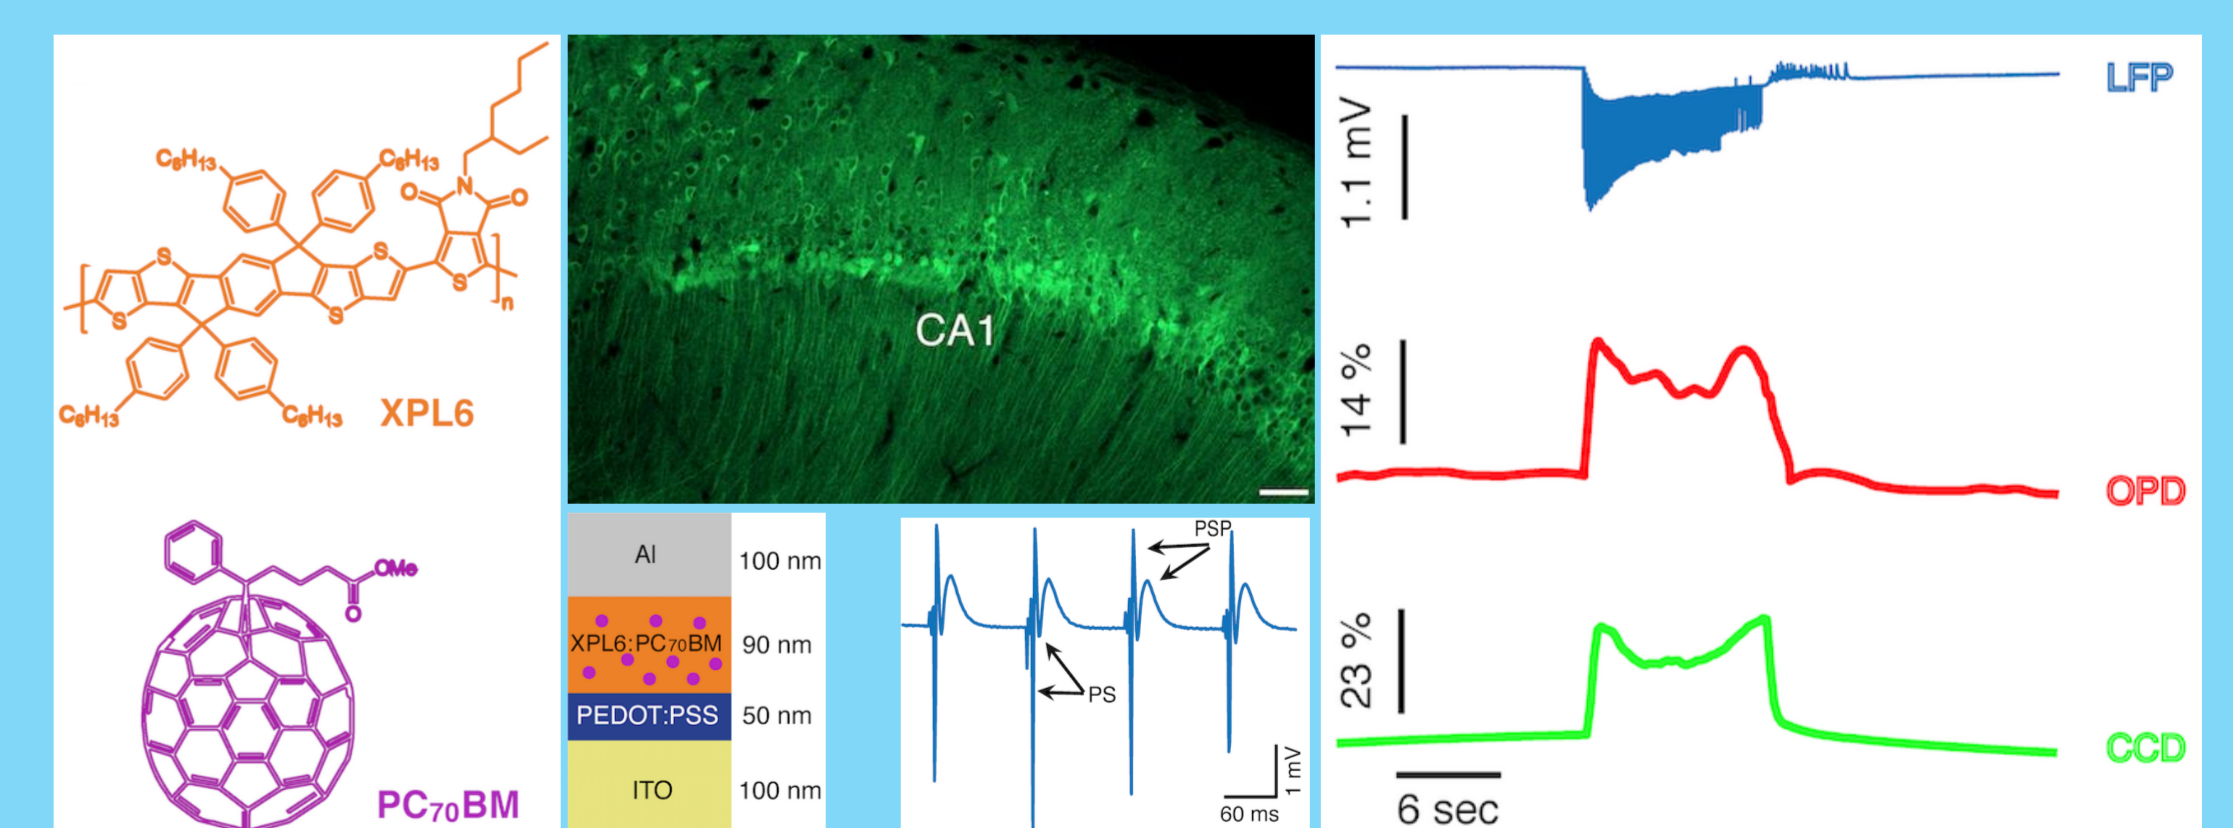 C₆H₁₃
C₆H₁₃
N
O
O
S
S
S
S
S
n
C₆H₁₃
C₆H₁₃
XPL6
OMe
O
PC₇₀BM
CA1
Al
100 nm
XPL6:PC₇₀BM
90 nm
PEDOT:PSS
50 nm
ITO
100 nm
PSP
PS
1 mV
60 ms
LFP
1.1 mV
14 %
OPD
23 %
CCD
6 sec